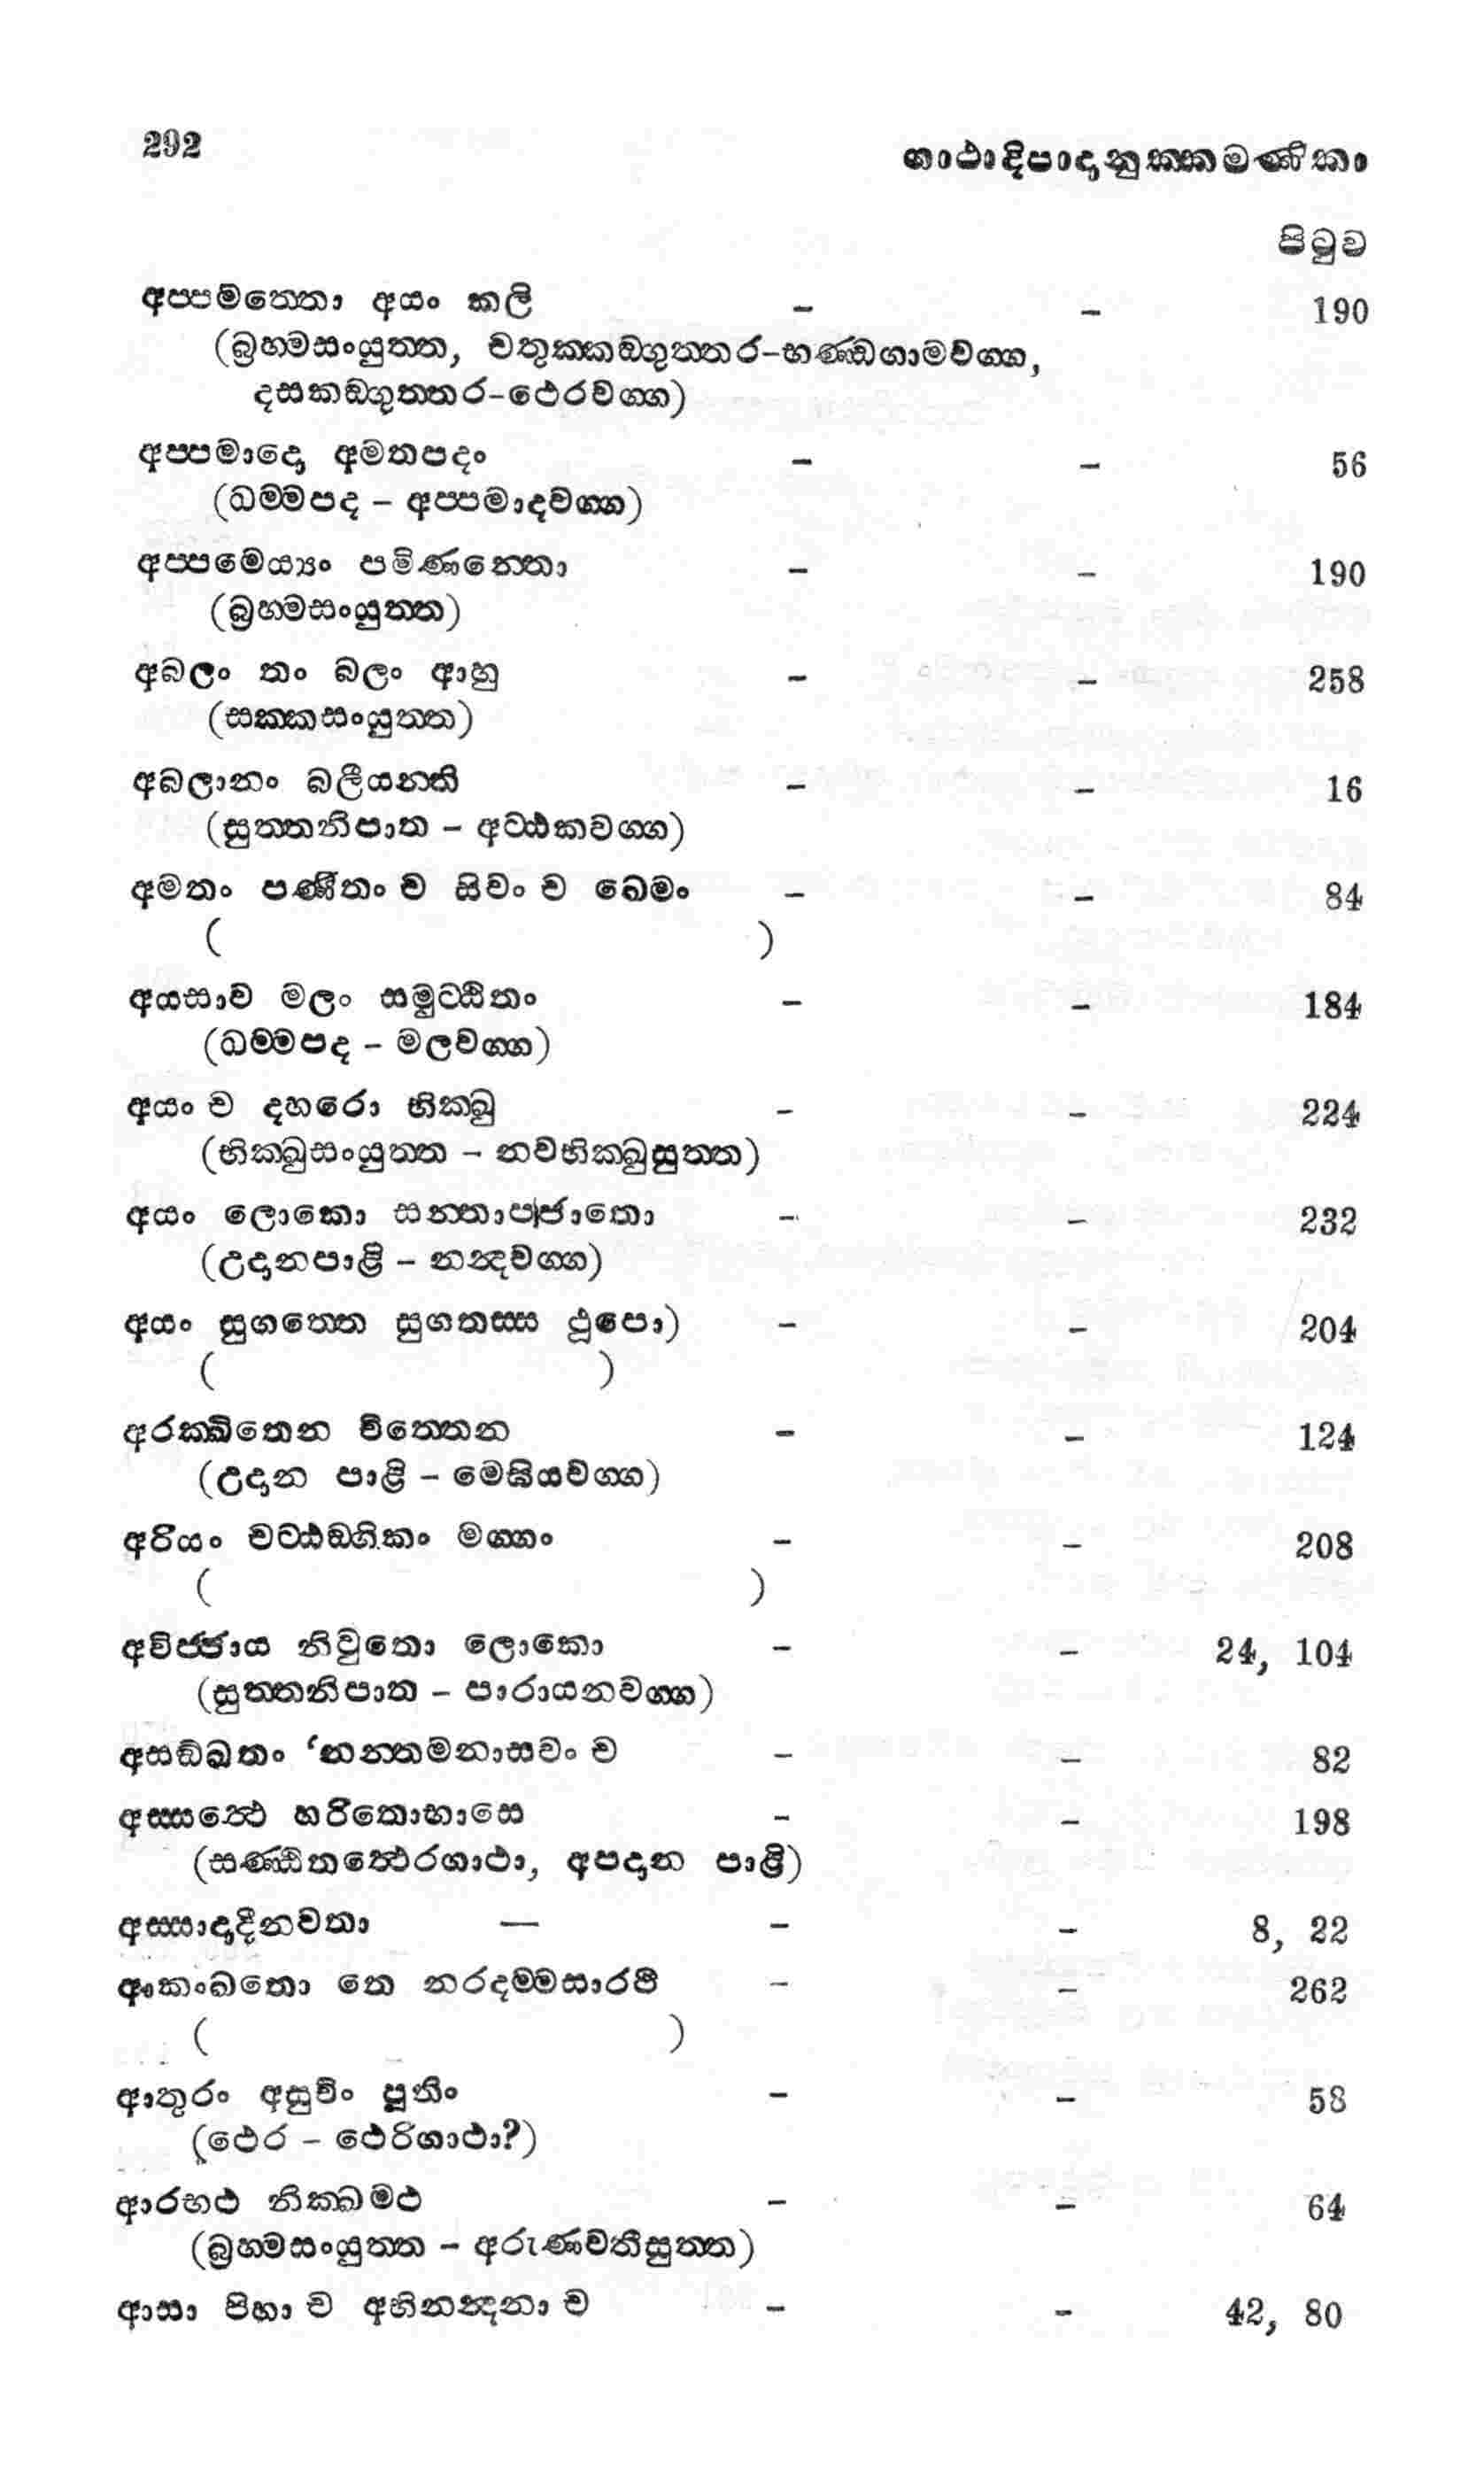 292
ගාථාදිපාදානුක්කමණිකා
පිටුව
අප්පමත්තො අයං කලි - - 190
(බ්‍රහ්මසංයුත්ත, චතුක්කඞ්ගුත්තර-භණ්ඩගාමවග්ග,
දසකඞ්ගුත්තර-ථෙරවග්ග)
අප්පමාදො අමතපදං - - 56
(ධම්මපද - අප්පමාදවග්ග)
අප්පමෙය්‍යං පමිණන්තො - - 190
(බ්‍රහ්මසංයුත්ත)
අබලං තං බලං ආහු - - 258
(සක්කසංයුත්ත)
අබලානං බලීයන්ති - - 16
(සුත්තනිපාත - අට්ඨකවග්ග)
අමතං පණීතං ච සිවං ච ඛෙමං - - 84
( )
අයසාව මලං සමුට්ඨිතං - - 184
(ධම්මපද - මලවග්ග)
අයං ච දහරො භික්ඛු - - 224
(භික්ඛුසංයුත්ත - නවභික්ඛුසුත්ත)
අයං ලොකො සන්තාපජාතො - - 232
(උදානපාළි - නන්දවග්ග)
අයං සුගත්තෙ සුගතස්ස ථූපො) - - 204
( )
අරක්ඛිතෙන චිත්තෙන - - 124
(උදාන පාළි - මෙඝියවග්ග)
අරියං චට්ඨඞ්ගිකං මග්ගං - - 208
( )
අවිජ්ජාය නිවුතො ලොකො - - 24, 104
(සුත්තනිපාත - පාරායනවග්ග)
අසඞ්ඛතං ‘නන්තමනාසවං ච - - 82
අස්සත්ථෙ හරිතොභාසෙ - - 198
(සණ්ඨිතත්ථෙරගාථා, අපදාන පාළි)
අස්සාදාදීනවතා — - - 8, 22
ආකංඛතො තෙ නරදම්මසාරථි - - 262
( )
ආතුරං අසුචිං පූතිං - - 58
(ථෙර - ථෙරිගාථා?)
ආරභථ නික්ඛමථ - - 64
(බ්‍රහ්මසංයුත්ත - අරුණවතීසුත්ත)
ආසා පිහා ච අභිනන්දනා ච - - 42, 80